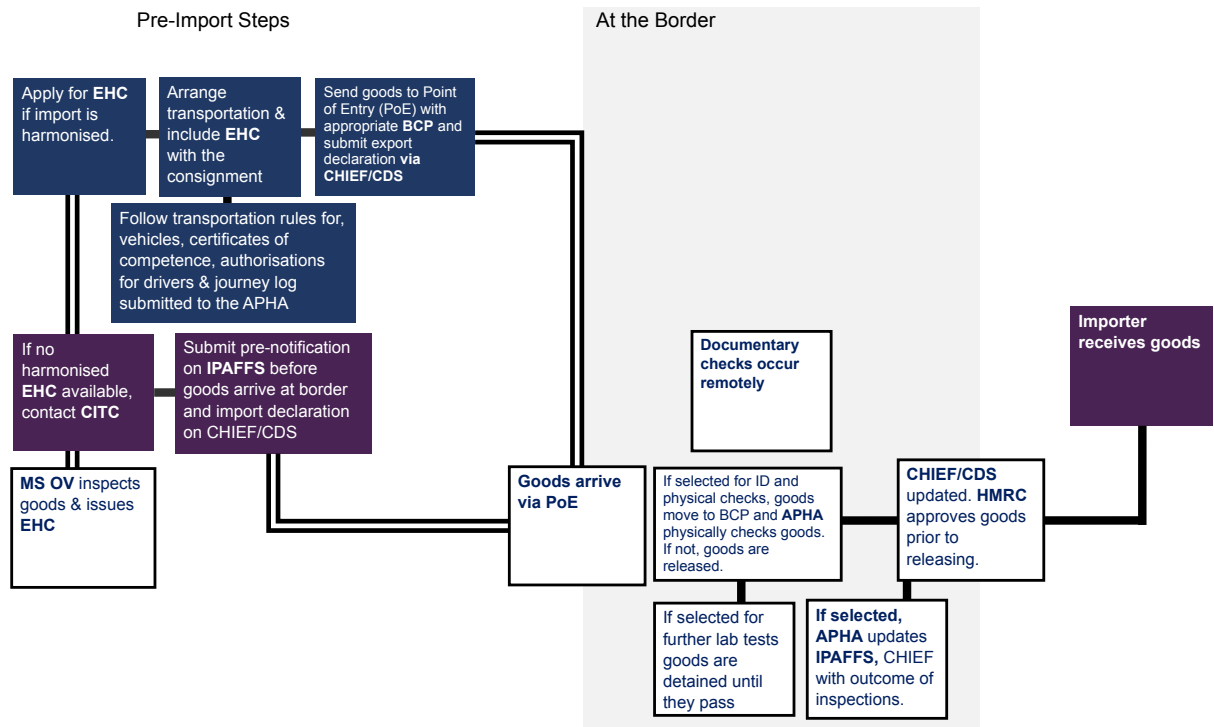 Pre-Import Steps
At the Border
Apply for EHC
if import is
harmonised.
Arrange
transportation &
include EHC
with the
consignment
Send goods to Point
of Entry (PoE) with
appropriate BCP and
submit export
declaration via
CHIEF/CDS
Follow transportation rules for,
vehicles, certificates of
competence, authorisations
for drivers & journey log
submitted to the APHA
If no
harmonised
EHC available,
contact CITC
Submit pre-notification
on IPAFFS before
goods arrive at border
and import declaration
on CHIEF/CDS
MS OV inspects
goods & issues
EHC
Goods arrive
via PoE
Documentary
checks occur
remotely
If selected for ID and
physical checks, goods
move to BCP and APHA
physically checks goods.
If not, goods are
released.
If selected for
further lab tests
goods are
detained until
they pass
CHIEF/CDS
updated. HMRC
approves goods
prior to
releasing.
If selected,
APHA updates
IPAFFS, CHIEF
with outcome of
inspections.
Importer
receives goods